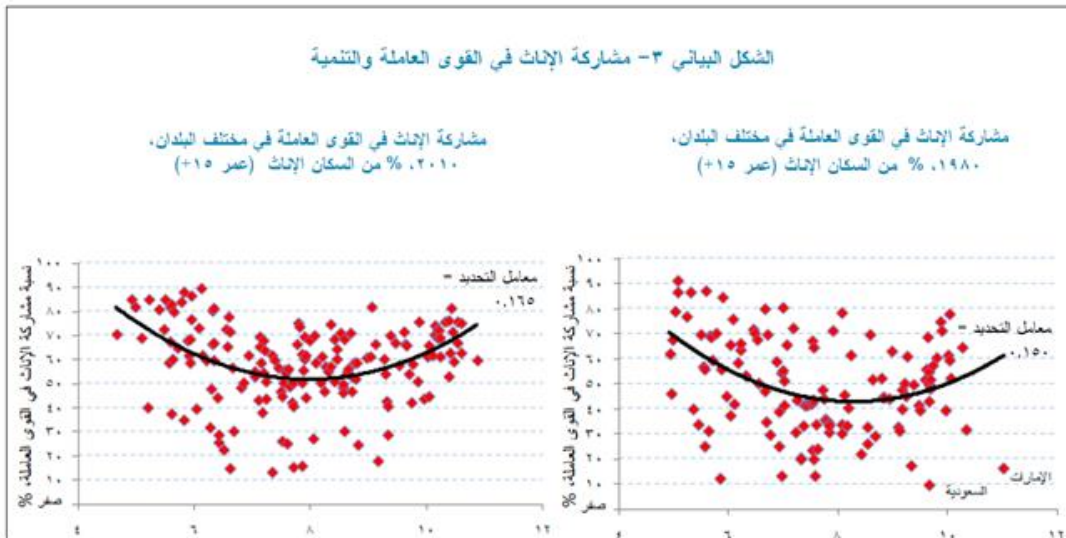 الشكل البياني ٣- مشاركة الإناث في القوى العاملة والتنمية
مشاركة الإناث في القوى العاملة في مختلف البلدان،
١٩٨٠، % من السكان الإناث (عمر ١٥+)
نسبة مشاركة الإناث في القوى العاملة، %
١٠٠
٩٠
٨٠
٧٠
٦٠
٥٠
٤٠
٣٠
٢٠
١٠
صفر
معامل التحديد =
٠.١٥٠
الإمارات
السعودية
٤ ٦ ٨ ١٠ ١٢
مشاركة الإناث في القوى العاملة في مختلف البلدان،
٢٠١٠، % من السكان الإناث (عمر ١٥+)
نسبة مشاركة الإناث في القوى العاملة، %
١٠٠
٩٠
٨٠
٧٠
٦٠
٥٠
٤٠
٣٠
٢٠
١٠
صفر
معامل التحديد =
٠.١٦٥
٤ ٦ ٨ ١٠ ١٢